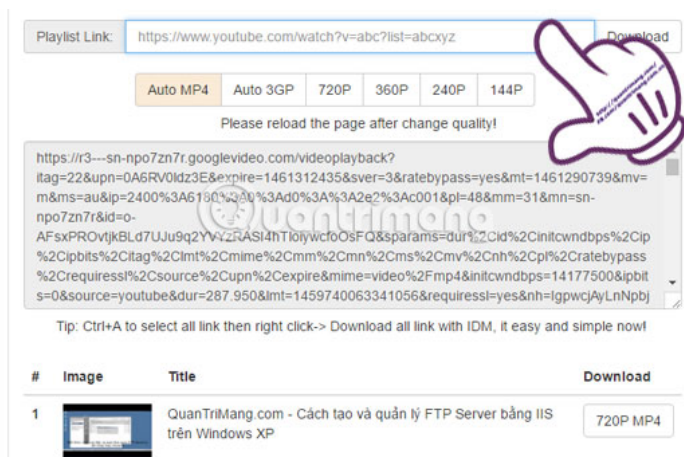 Playlist Link: https://www.youtube.com/watch?v=abc?list=abcxyz Download
Auto MP4 Auto 3GP 720P 360P 240P 144P
Please reload the page after change quality!
https://r3---sn-npo7zn7r.googlevideo.com/videoplayback?
itag=22&upn=0A6RV0ldz3E&expire=1461312435&sver=3&ratebypass=yes&mt=1461290739&mv=
m&ms=au&ip=2400%3A6180%3A0%3Ad0%3A%3A2e2%3Ac001&pl=48&mm=31&mn=sn-
npo7zn7r&id=o-
Quantrimang
%2Cipbits%2Citag%2Clmt%2Cmime%2Cmm%2Cmn%2Cms%2Cmv%2Cnh%2Cpl%2Cratebypass
%2Crequiressl%2Csource%2Cupn%2Cexpire&mime=video%2Fmp4&initcwndbps=14177500&ipbit
s=0&source=youtube&dur=287.950&lmt=1459740063341056&requiressl=yes&nh=IgpwcjAyLnNpbj
Tip: Ctrl+A to select all link then right click-> Download all link with IDM, it easy and simple now!
# Image Title Download
1 QuanTriMang.com - Cách tạo và quản lý FTP Server bằng IIS 720P MP4
trên Windows XP